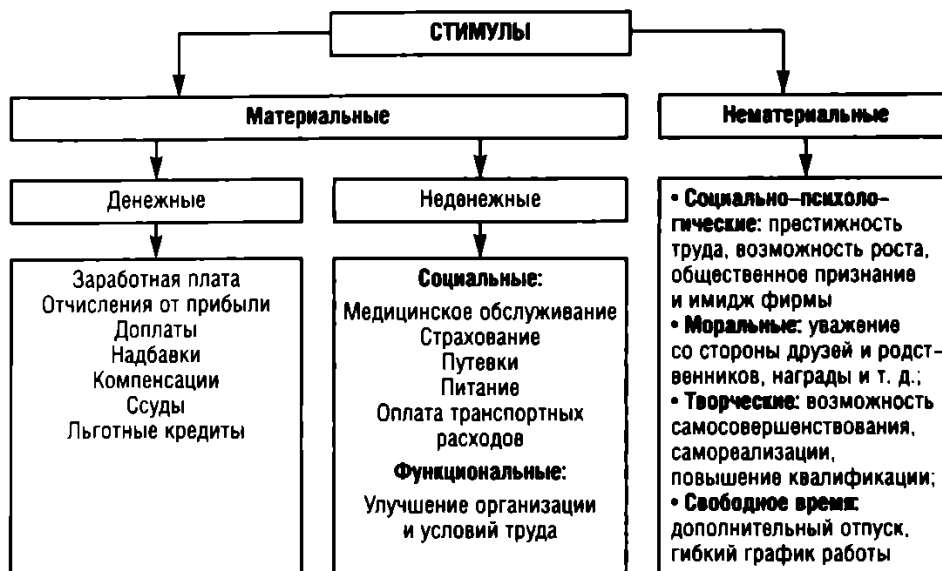 СТИМУЛЫ
Материальные
Нематериальные
Денежные
Неденежные
Заработная плата
Отчисления от прибыли
Доплаты
Надбавки
Компенсации
Ссуды
Льготные кредиты
Социальные:
Медицинское обслуживание
Страхование
Путевки
Питание
Оплата транспортных
расходов
Функциональные:
Улучшение организации
и условий труда
• Социально-психоло-
гические: престижность
труда, возможность роста,
общественное признание
и имидж фирмы
• Моральные: уважение
со стороны друзей и родст-
венников, награды и т. д.;
• Творческие: возможность
самосовершенствования,
самореализации,
повышение квалификации;
• Свободное время:
дополнительный отпуск,
гибкий график работы